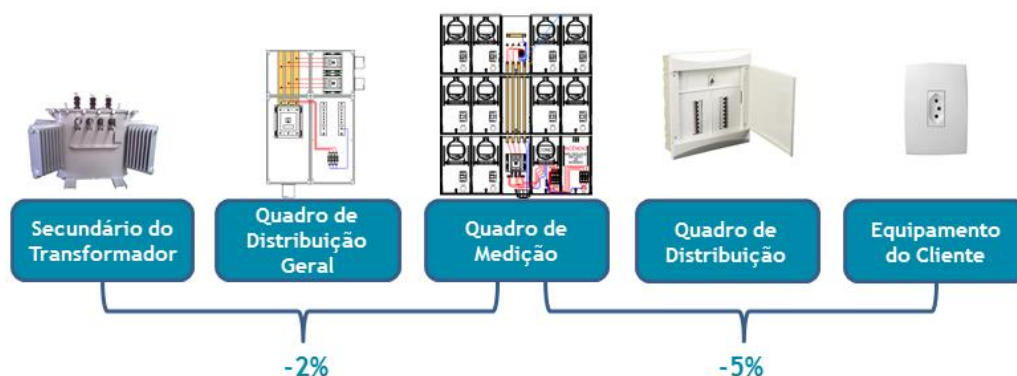 Secundário do
Transformador
Quadro de
Distribuição
Geral
Quadro de
Medição
Quadro de
Distribuição
Equipamento
do Cliente
-2%
-5%